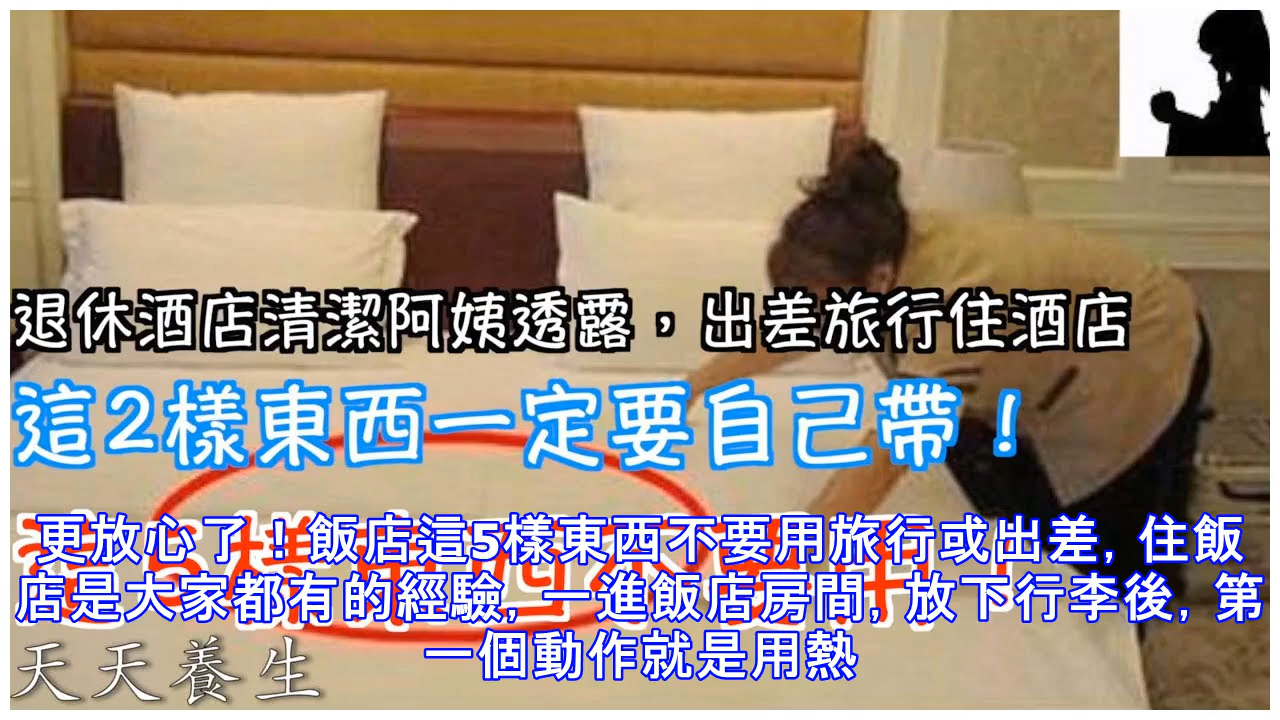 退休酒店清潔阿姨透露，出差旅行住酒店
這2樣東西一定要自己帶！
更放心了！飯店這5樣東西不要用旅行或出差, 住飯
店是大家都有的經驗, 一進飯店房間, 放下行李後, 第
一個動作就是用熱
天天養生